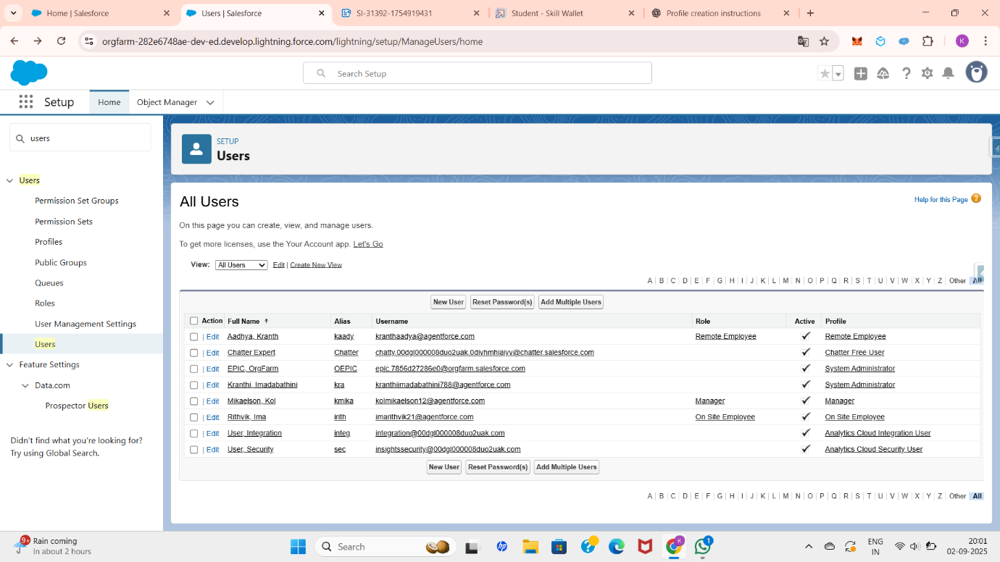 Home | Salesforce
Users | Salesforce
SI-31392-1754919431
Student - Skill Wallet
Profile creation instructions
orgfarm-282e6748ae-dev-ed.develop.lightning.force.com/lightning/setup/ManageUsers/home
K
Search Setup
Setup
Home
Object Manager
users
Users
Permission Set Groups
Permission Sets
Profiles
Public Groups
Queues
Roles
User Management Settings
Users
Feature Settings
Data.com
Prospector Users
Didn't find what you're looking for?
Try using Global Search.
SETUP
Users
All Users
Help for this Page
On this page you can create, view, and manage users.
To get more licenses, use the Your Account app. Let's Go
View: All Users Edit | Create New View
A | B | C | D | E | F | G | H | I | J | K | L | M | N | O | P | Q | R | S | T | U | V | W | X | Y | Z | Other | All
New User Reset Password(s) Add Multiple Users
Action Full Name ↑ Alias Username Role Active Profile
| Edit Aadhya, Kranth kaady kranthaadya@agentforce.com Remote Employee ✓ Remote Employee
| Edit Chatter Expert Chatter chatty.00dgl000008duo2uak.0divhmhiaiyv@chatter.salesforce.com ✓ Chatter Free User
| Edit EPIC, OrgFarm OEPIC epic.7856d27286e0@orgfarm.salesforce.com ✓ System Administrator
| Edit Kranthi, Imadabathini kra kranthiimadabathini788@agentforce.com ✓ System Administrator
| Edit Mikaelson, Kol kmika kolmikaelson12@agentforce.com Manager ✓ Manager
| Edit Rithvik, Ima irith imarithvik21@agentforce.com On Site Employee ✓ On Site Employee
| Edit User, Integration integ integration@00dgl000008duo2uak.com ✓ Analytics Cloud Integration User
| Edit User, Security sec insightssecurity@00dgl000008duo2uak.com ✓ Analytics Cloud Security User
New User Reset Password(s) Add Multiple Users
A | B | C | D | E | F | G | H | I | J | K | L | M | N | O | P | Q | R | S | T | U | V | W | X | Y | Z | Other | All
9+
Rain coming
In about 2 hours
Search
hp
K
1
ENG
IN
20:01
02-09-2025